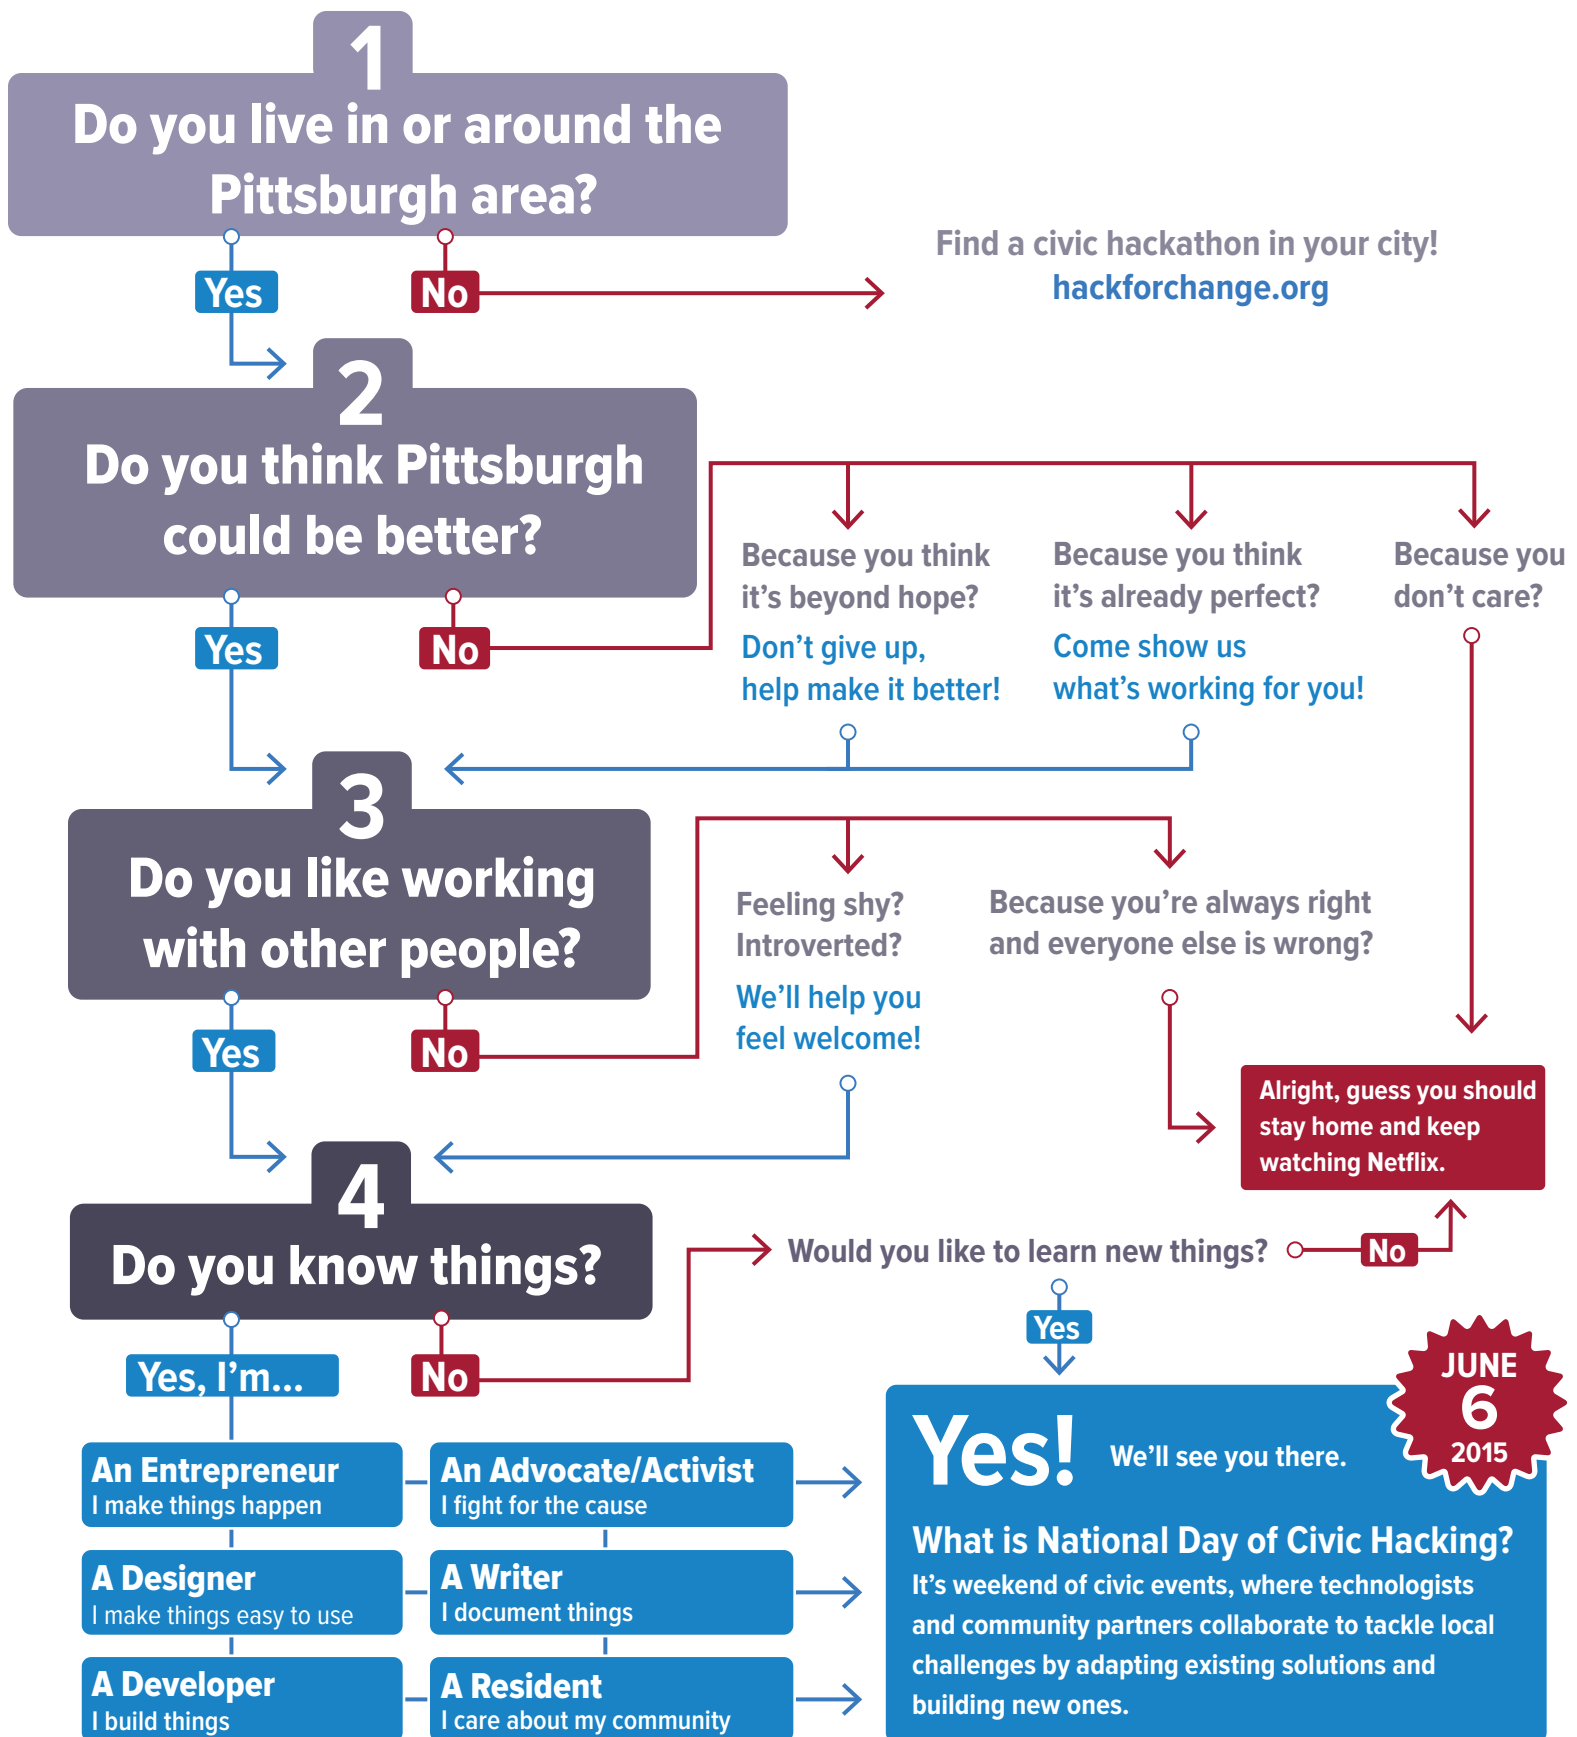 1
Do you live in or around the
Pittsburgh area?
Yes
No
Find a civic hackathon in your city!
hackforchange.org
2
Do you think Pittsburgh
could be better?
Yes
No
Because you think
it's beyond hope?
Don't give up,
help make it better!
Because you think
it's already perfect?
Come show us
what's working for you!
Because you
don't care?
3
Do you like working
with other people?
Yes
No
Feeling shy?
Introverted?
We'll help you
feel welcome!
Because you're always right
and everyone else is wrong?
Alright, guess you should
stay home and keep
watching Netflix.
4
Do you know things?
Yes, I'm...
No
Would you like to learn new things?
No
Yes
An Entrepreneur
I make things happen
An Advocate/Activist
I fight for the cause
A Designer
I make things easy to use
A Writer
I document things
A Developer
I build things
A Resident
I care about my community
JUNE
6
2015
Yes! We'll see you there.
What is National Day of Civic Hacking?
It's weekend of civic events, where technologists
and community partners collaborate to tackle local
challenges by adapting existing solutions and
building new ones.